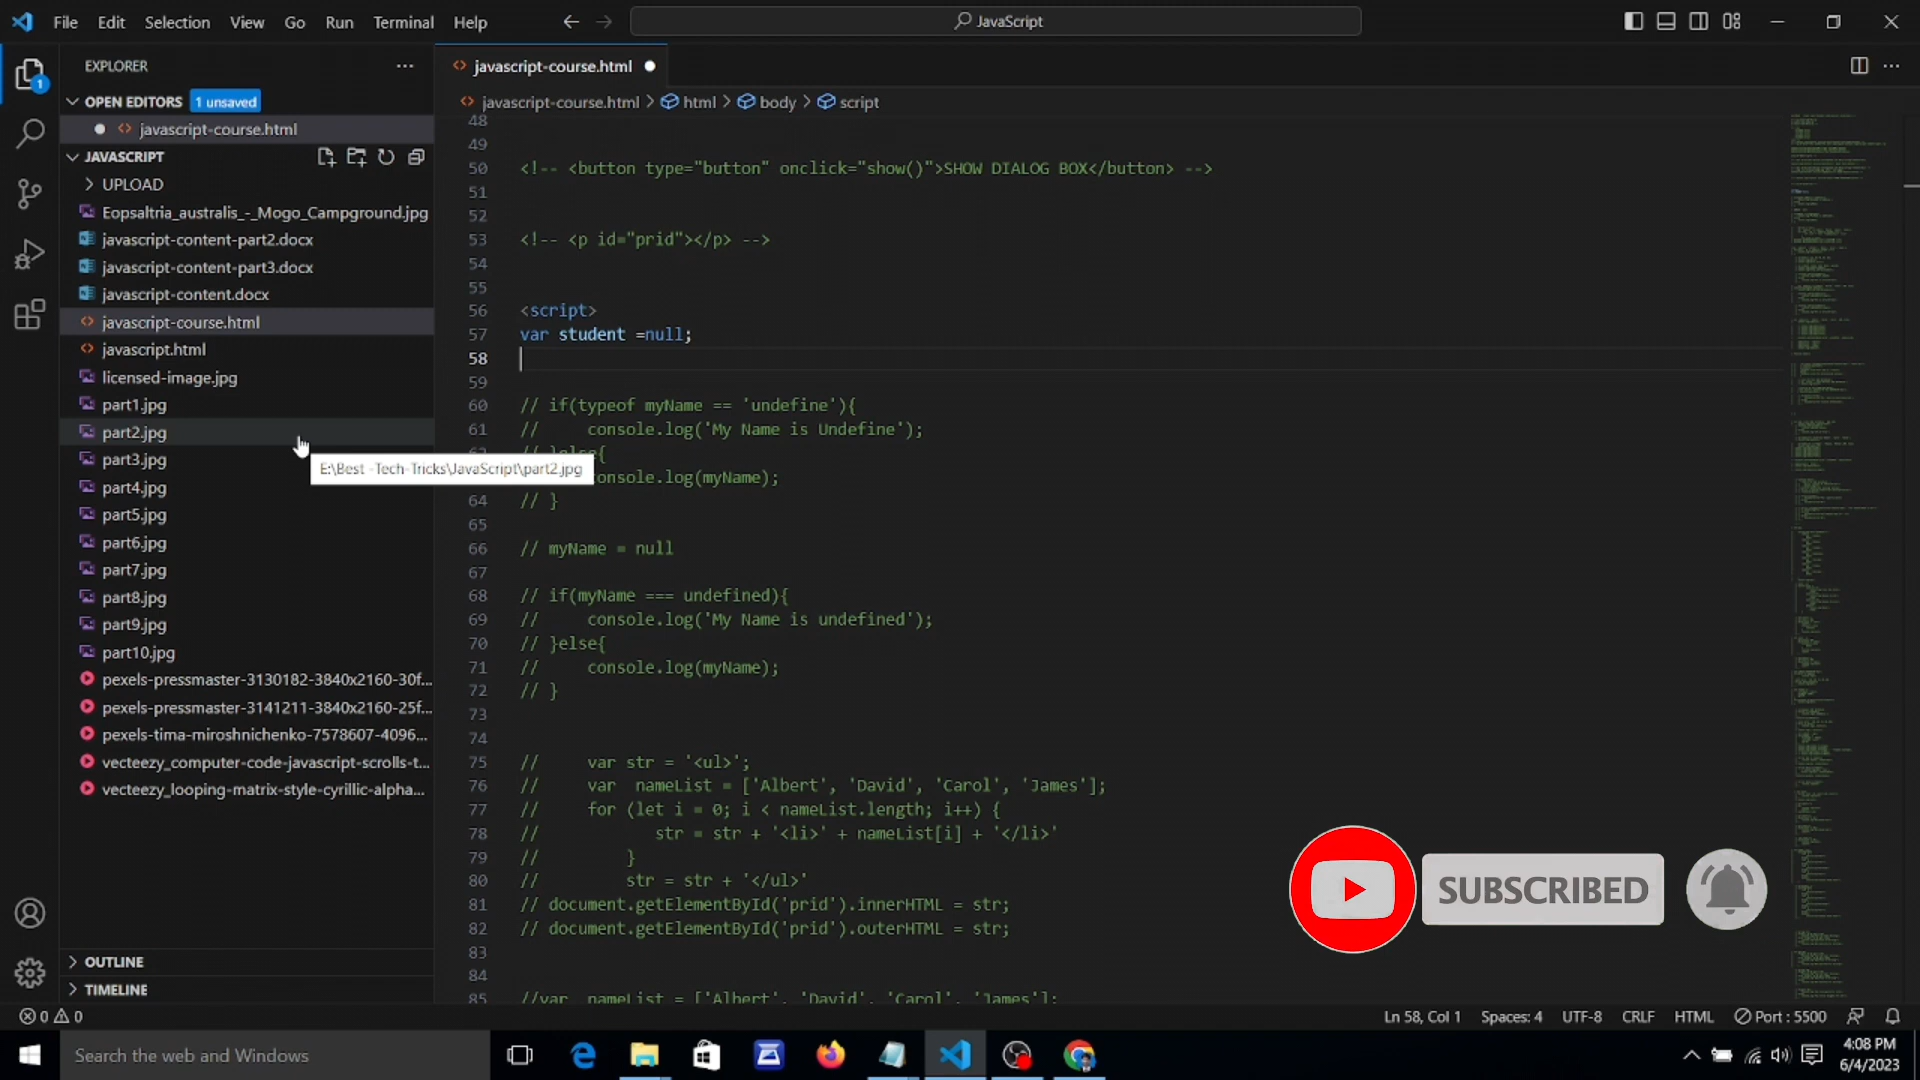 File Edit Selection View Go Run Terminal Help
JavaScript
EXPLORER
OPEN EDITORS 1 unsaved
javascript-course.html
JAVASCRIPT
UPLOAD
Eopsaltria_australis_-_Mogo_Campground.jpg
javascript-content-part2.docx
javascript-content-part3.docx
javascript-content.docx
javascript-course.html
javascript.html
licensed-image.jpg
part1.jpg
part2.jpg
part3.jpg
part4.jpg
part5.jpg
part6.jpg
part7.jpg
part8.jpg
part9.jpg
part10.jpg
pexels-pressmaster-3130182-3840x2160-30f...
pexels-pressmaster-3141211-3840x2160-25f...
pexels-tima-miroshnichenko-7578607-4096...
vecteezy_computer-code-javascript-scrolls-t...
vecteezy_looping-matrix-style-cyrillic-alpha...
OUTLINE
TIMELINE
E:\Best -Tech-Tricks\JavaScript\part2.jpg
javascript-course.html
javascript-course.html > html > body > script
48
49
50 <!-- <button type="button" onclick="show()">SHOW DIALOG BOX</button> -->
51
52
53 <!-- <p id="prid"></p> -->
54
55
56 <script>
57 var student =null;
58
59
60 // if(typeof myName == 'undefine'){
61 //     console.log('My Name is Undefine');
else{
onsole.log(myName);
64 // }
65
66 // myName = null
67
68 // if(myName === undefined){
69 //     console.log('My Name is undefined');
70 // }else{
71 //     console.log(myName);
72 // }
73
74
75 //     var str = '<ul>';
76 //     var  nameList = ['Albert', 'David', 'Carol', 'James'];
77 //     for (let i = 0; i < nameList.length; i++) {
78 //            str = str + '<li>' + nameList[i] + '</li>'
79 //         }
80 //         str = str + '</ul>'
81 // document.getElementById('prid').innerHTML = str;
82 // document.getElementById('prid').outerHTML = str;
83
84
85 //var  nameList = ['Albert', 'David', 'Carol', 'James'];
SUBSCRIBED
0 0
Ln 58, Col 1 Spaces: 4 UTF-8 CRLF HTML Port : 5500
Search the web and Windows
4:08 PM
6/4/2023
1